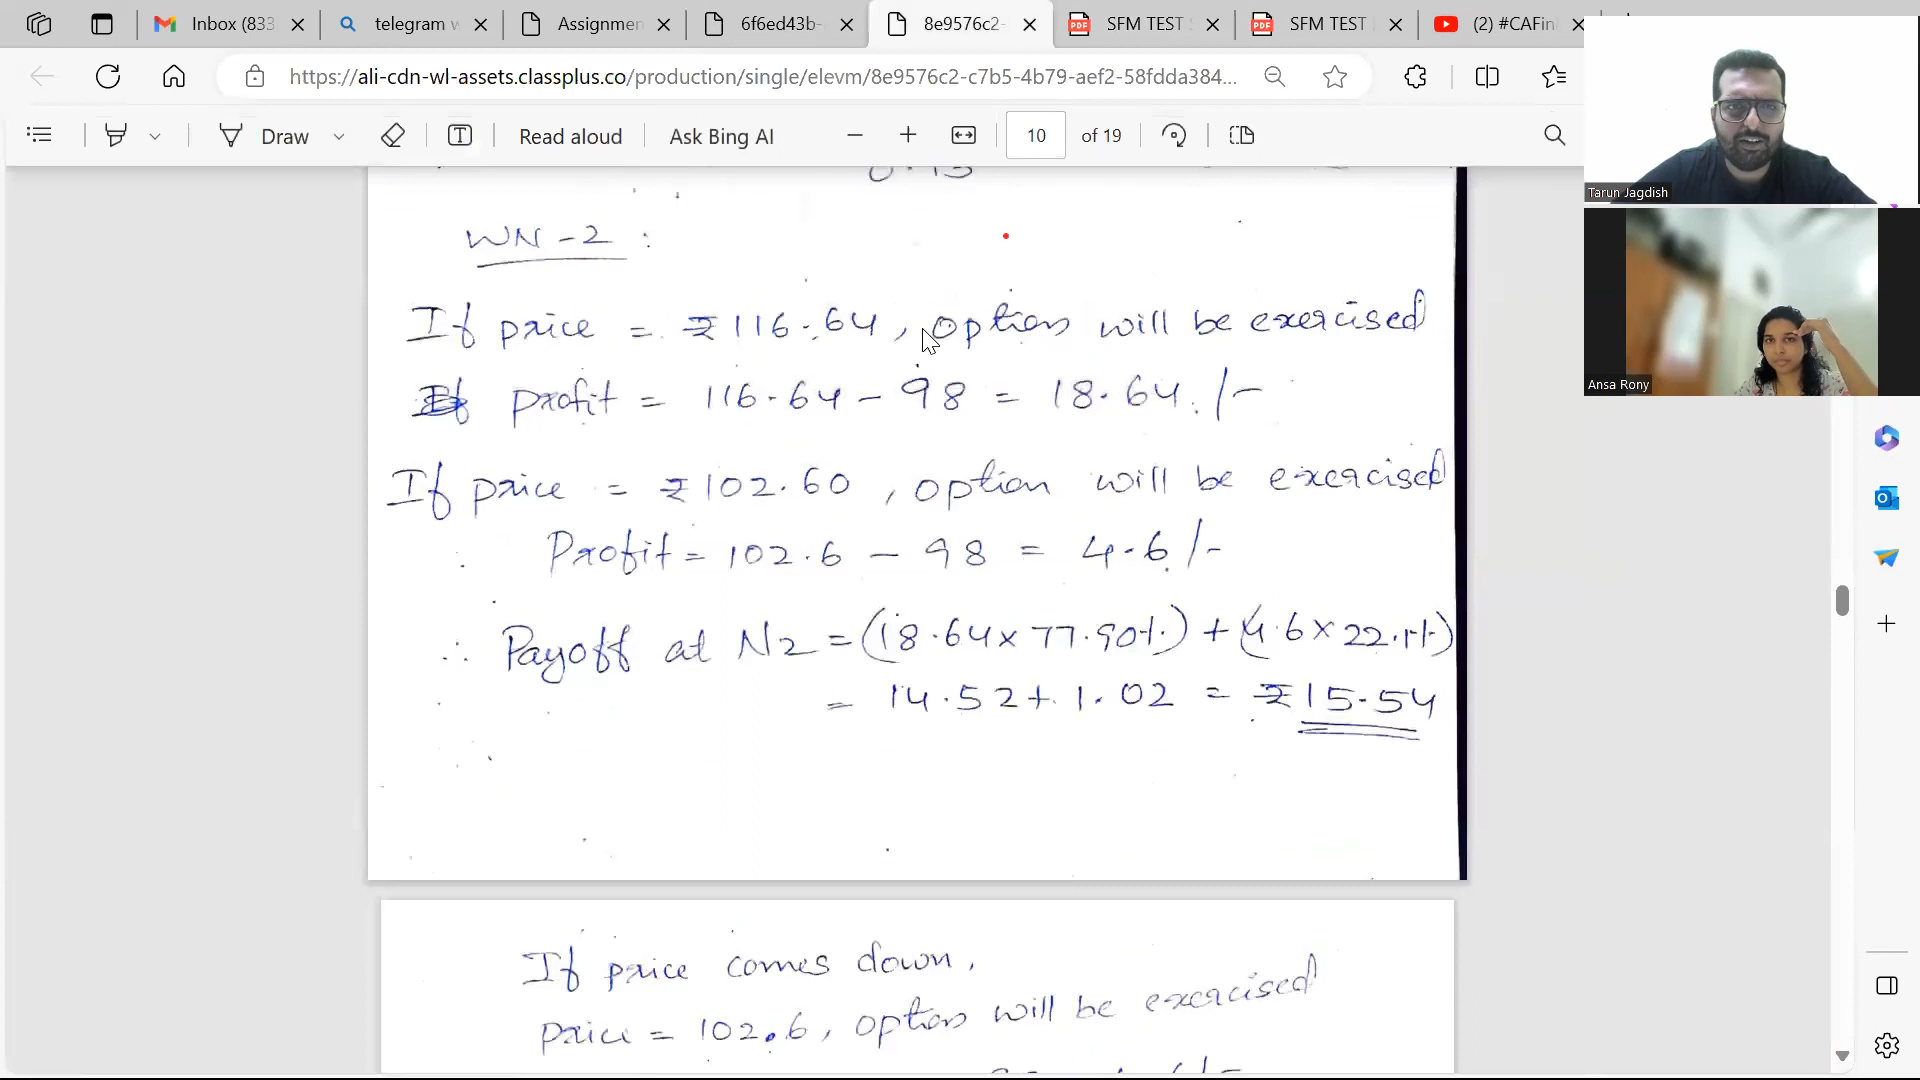 Inbox (833
telegram w
Assignmen
6f6ed43b-
8e9576c2-
SFM TEST
SFM TEST
(2) #CAFin
https://ali-cdn-wl-assets.classplus.co/production/single/elevm/8e9576c2-c7b5-4b79-aef2-58fdda384...
Draw
Read aloud
Ask Bing AI
10 of 19
Tarun Jagdish
Ansa Rony
0.13
WN-2 :
If price = ₹116.64, option will be exercised
Profit = 116.64 - 98 = 18.64/-
If price = ₹102.60, option will be exercised
Profit = 102.6 - 98 = 4.6/-
∴ Payoff at N2 = (18.64 x 77.90%) + (4.6 x 22.1%)
= 14.52 + 1.02 = ₹15.54
If price comes down,
price = 102.6, option will be exercised